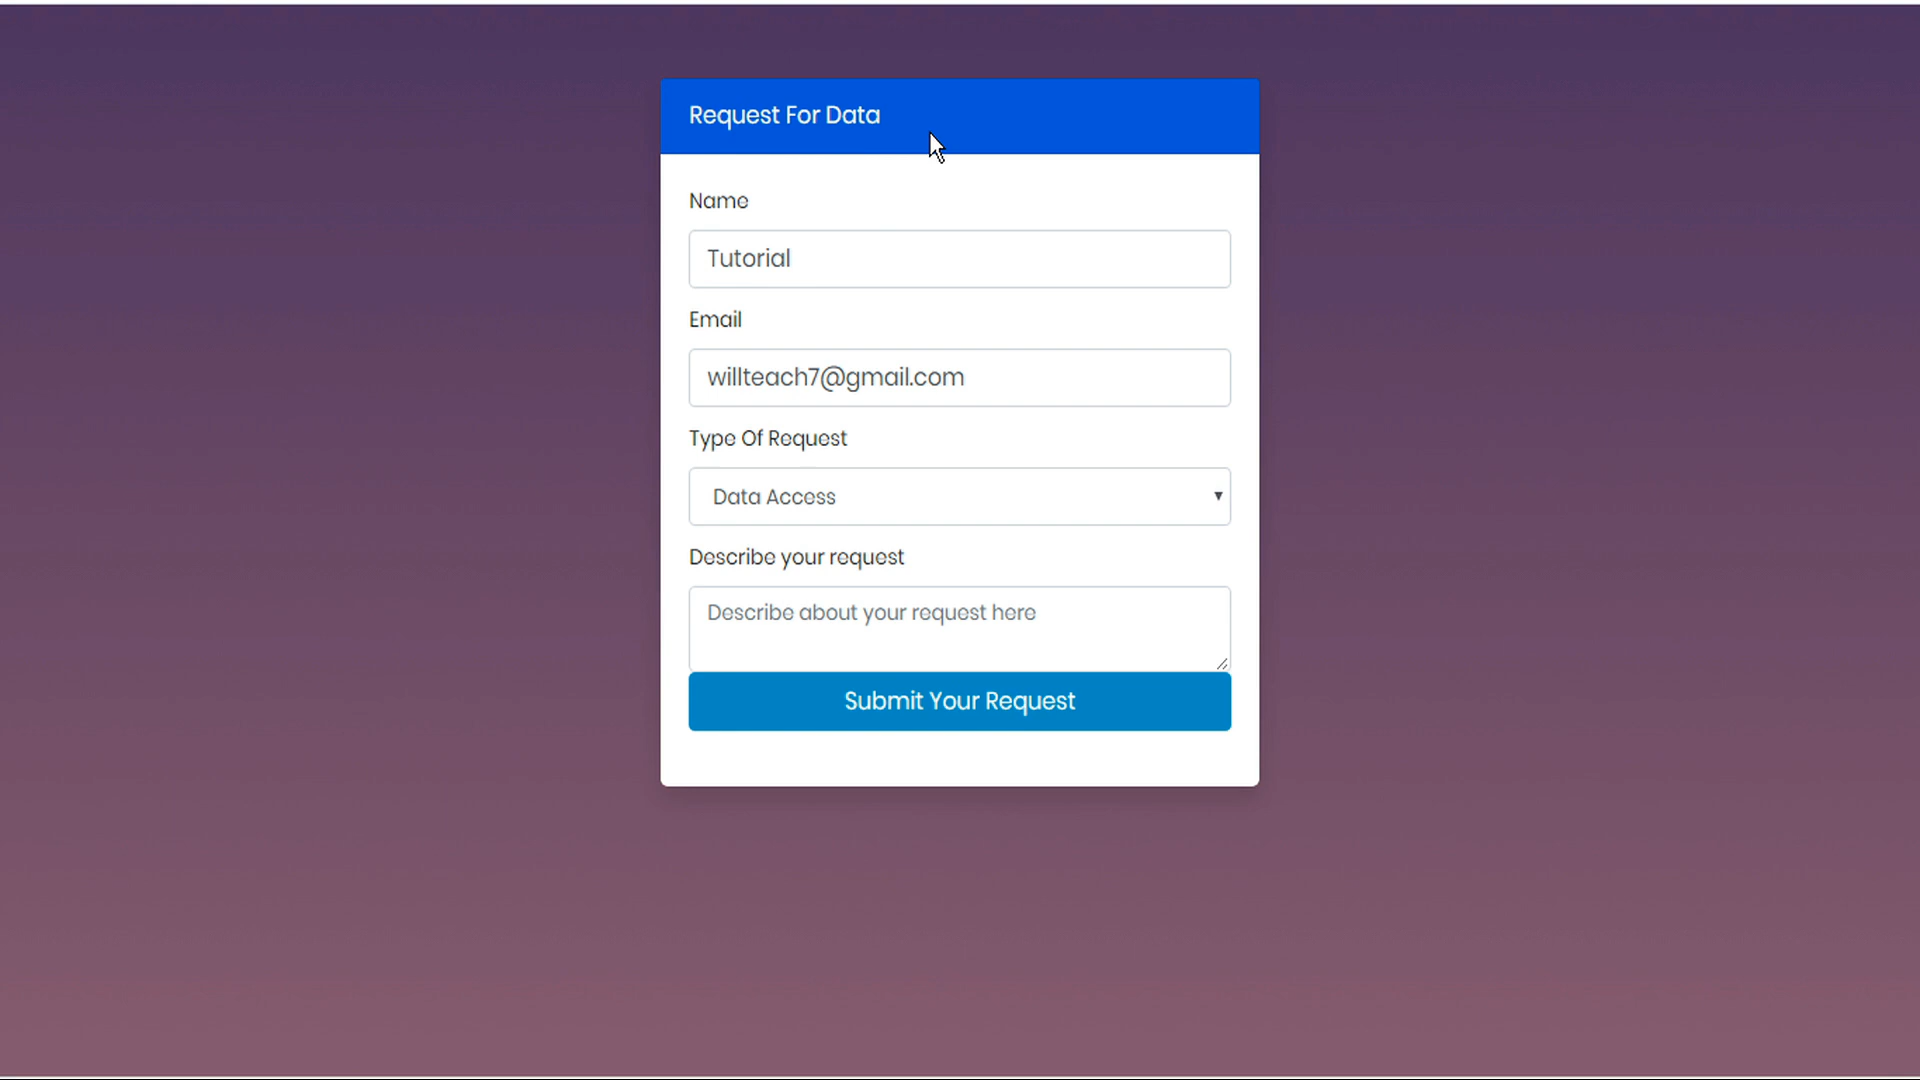 Request For Data
Name
Tutorial
Email
willteach7@gmail.com
Type Of Request
Data Access
Describe your request
Describe about your request here
Submit Your Request